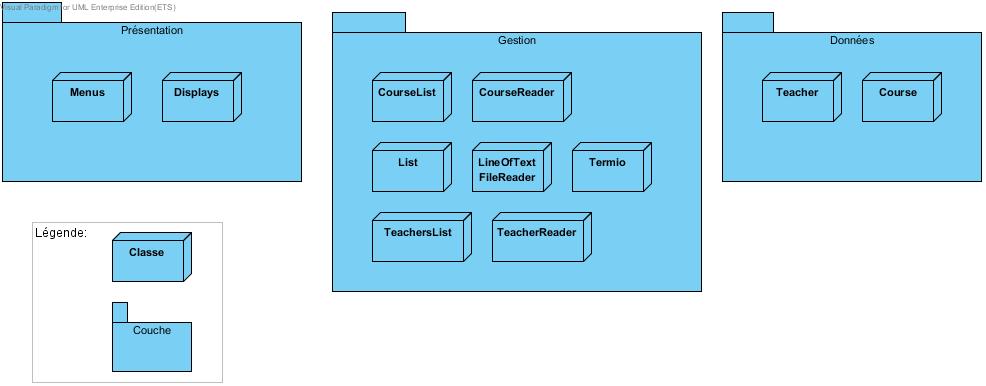 Visual Paradigm for UML Enterprise Edition(ETS)
Présentation
Menus
Displays
Gestion
CourseList
CourseReader
List
LineOfText
FileReader
Termio
TeachersList
TeacherReader
Données
Teacher
Course
Légende:
Classe
Couche